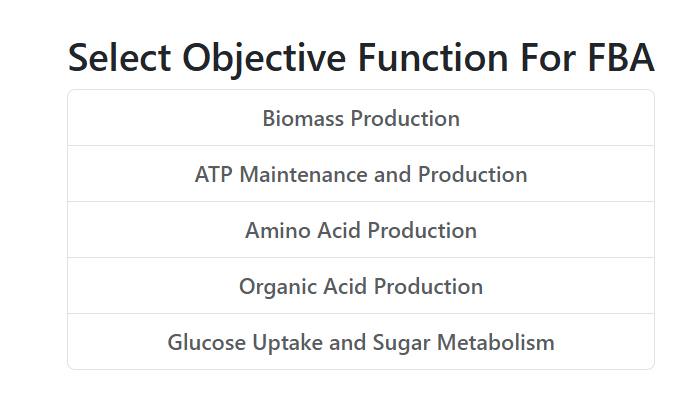 Select Objective Function For FBA
Biomass Production
ATP Maintenance and Production
Amino Acid Production
Organic Acid Production
Glucose Uptake and Sugar Metabolism